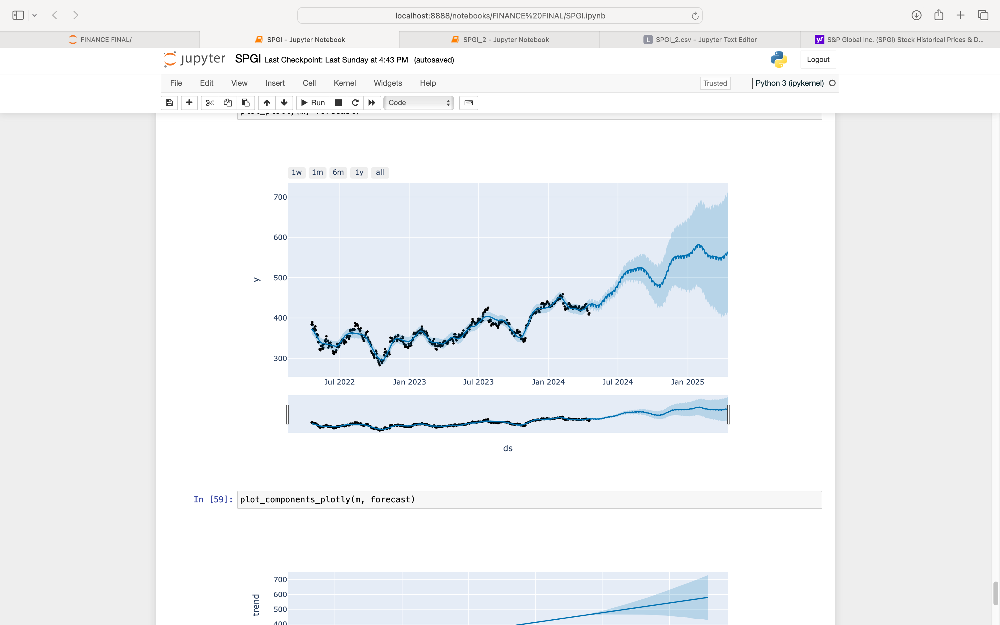 localhost:8888/notebooks/FINANCE%20FINAL/SPGI.ipynb
FINANCE FINAL/
SPGI - Jupyter Notebook
SPGI_2 - Jupyter Notebook
L SPGI_2.csv - Jupyter Text Editor
y! S&P Global Inc. (SPGI) Stock Historical Prices & D...
jupyter SPGI Last Checkpoint: Last Sunday at 4:43 PM (autosaved)
Logout
File Edit View Insert Cell Kernel Widgets Help
Trusted
Python 3 (ipykernel)
Run
Code
plot_plotly(m, forecast)
1w 1m 6m 1y all
700
600
500
400
300
y
Jul 2022 Jan 2023 Jul 2023 Jan 2024 Jul 2024 Jan 2025
ds
In [59]: plot_components_plotly(m, forecast)
700
600
500
400
trend